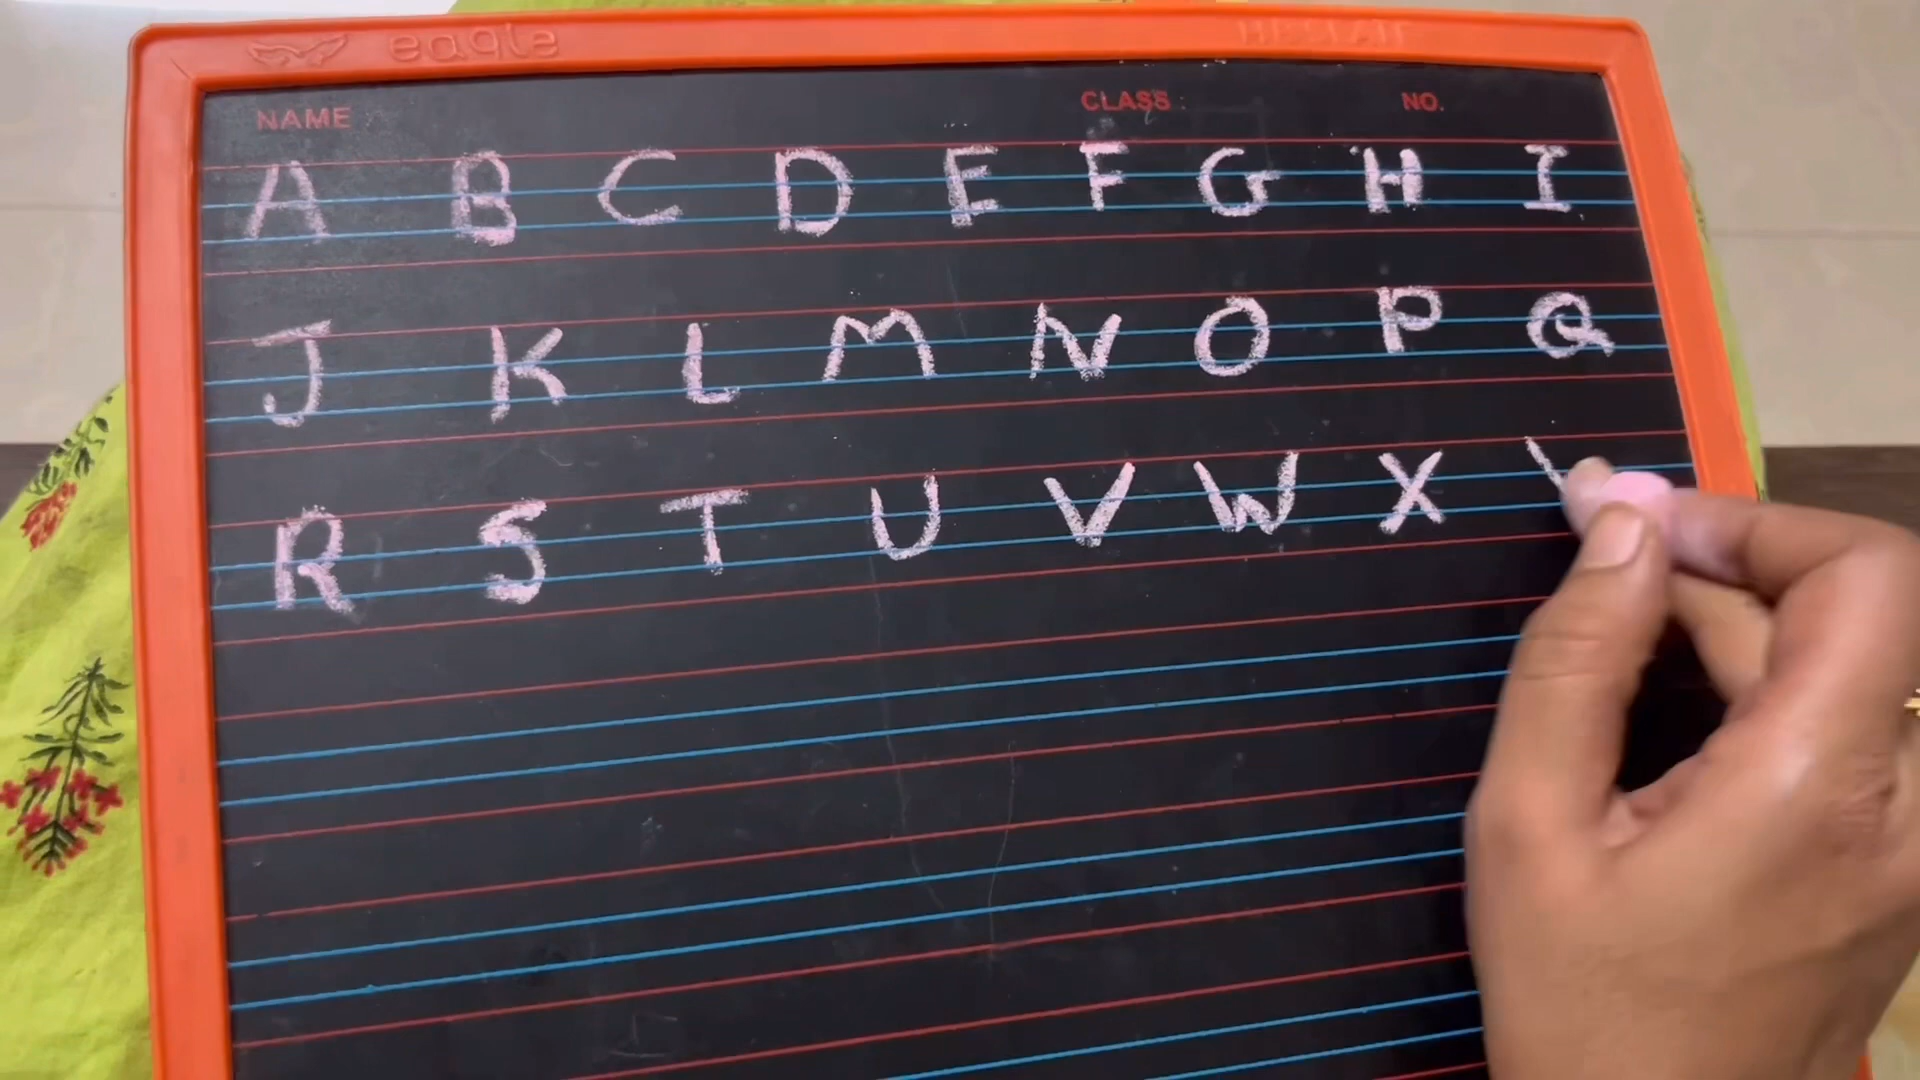 eagle
NAME CLASS : NO.
A B C D E F G H I
J K L M N O P Q
R S T U V W X